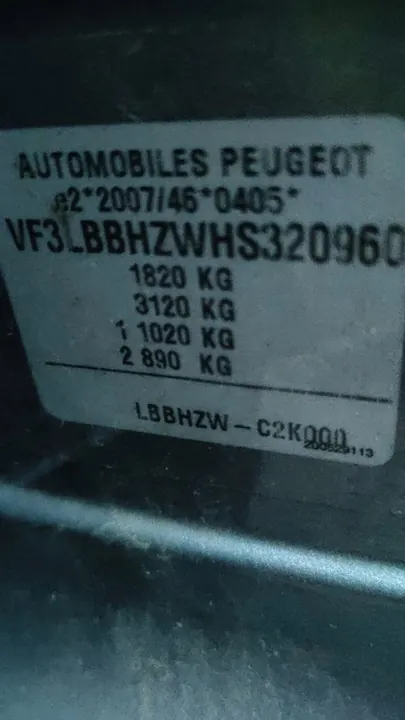 AUTOMOBILES PEUGEOT
e2*2007/46*0405*
VF3LBBHZWHS320960
1820 KG
3120 KG
1 1020 KG
2 890 KG
LBBHZW-C2K000
200529113